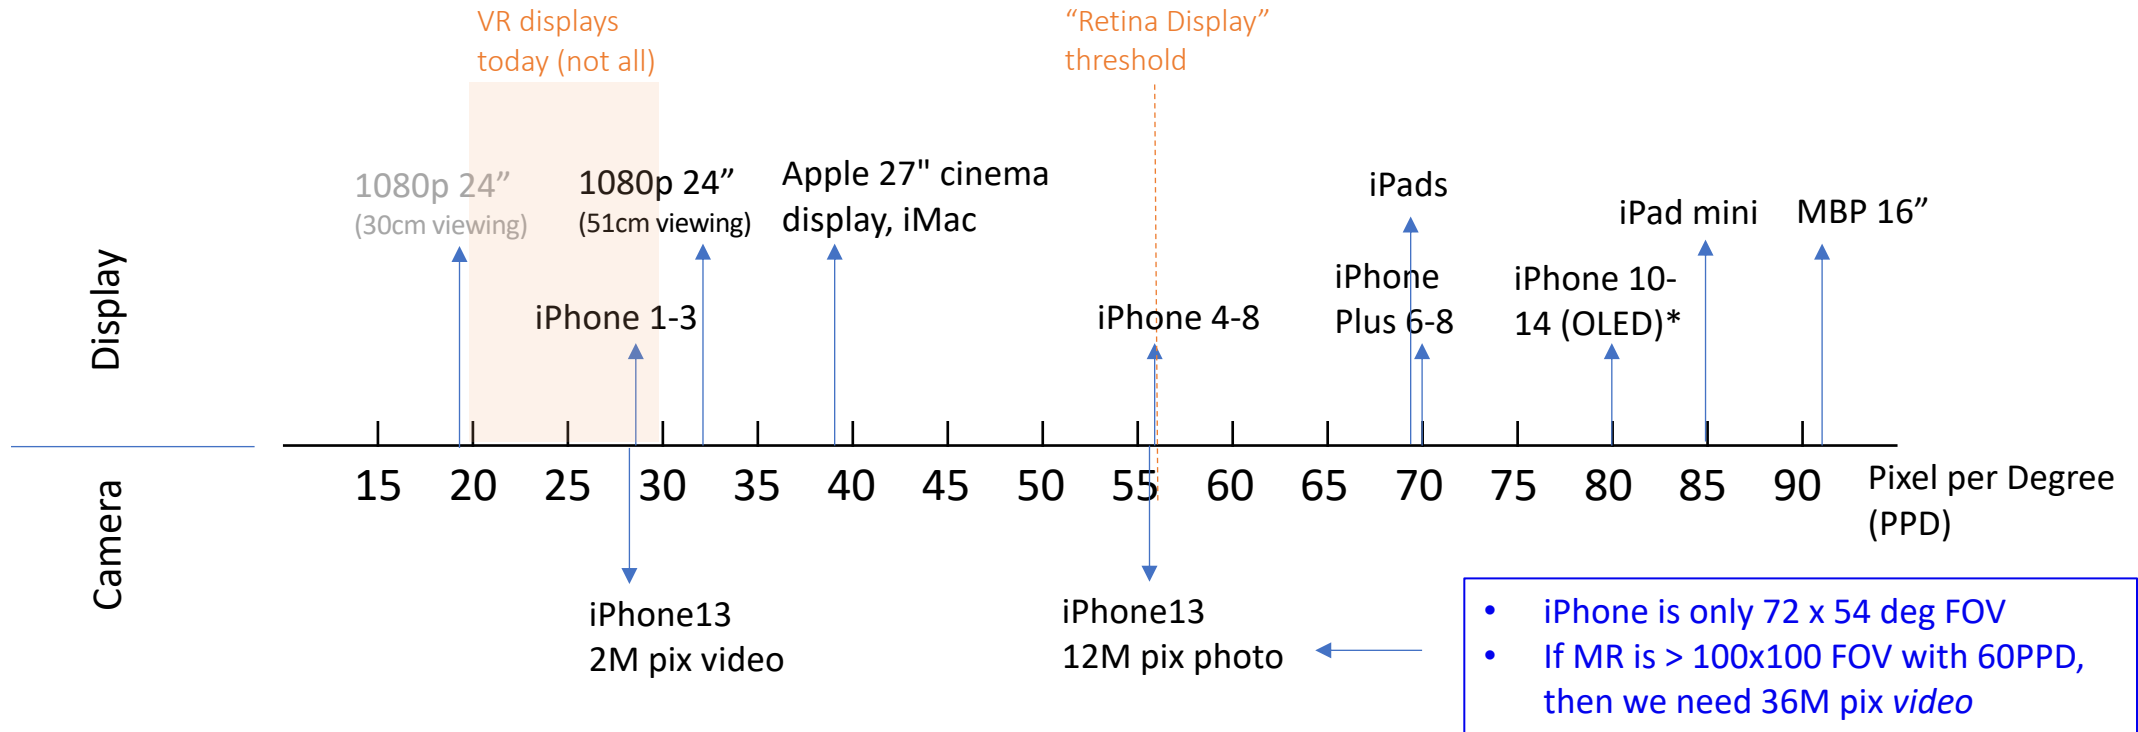 VR displays
today (not all)
“Retina Display”
threshold
1080p 24”
(30cm viewing)
1080p 24”
(51cm viewing)
Apple 27" cinema
display, iMac
iPads
iPad mini
MBP 16”
iPhone 1-3
iPhone 4-8
iPhone
Plus 6-8
iPhone 10-
14 (OLED)*
Display
15 20 25 30 35 40 45 50 55 60 65 70 75 80 85 90
Pixel per Degree
(PPD)
Camera
iPhone13
2M pix video
iPhone13
12M pix photo
• iPhone is only 72 x 54 deg FOV
• If MR is > 100x100 FOV with 60PPD,
then we need 36M pix video